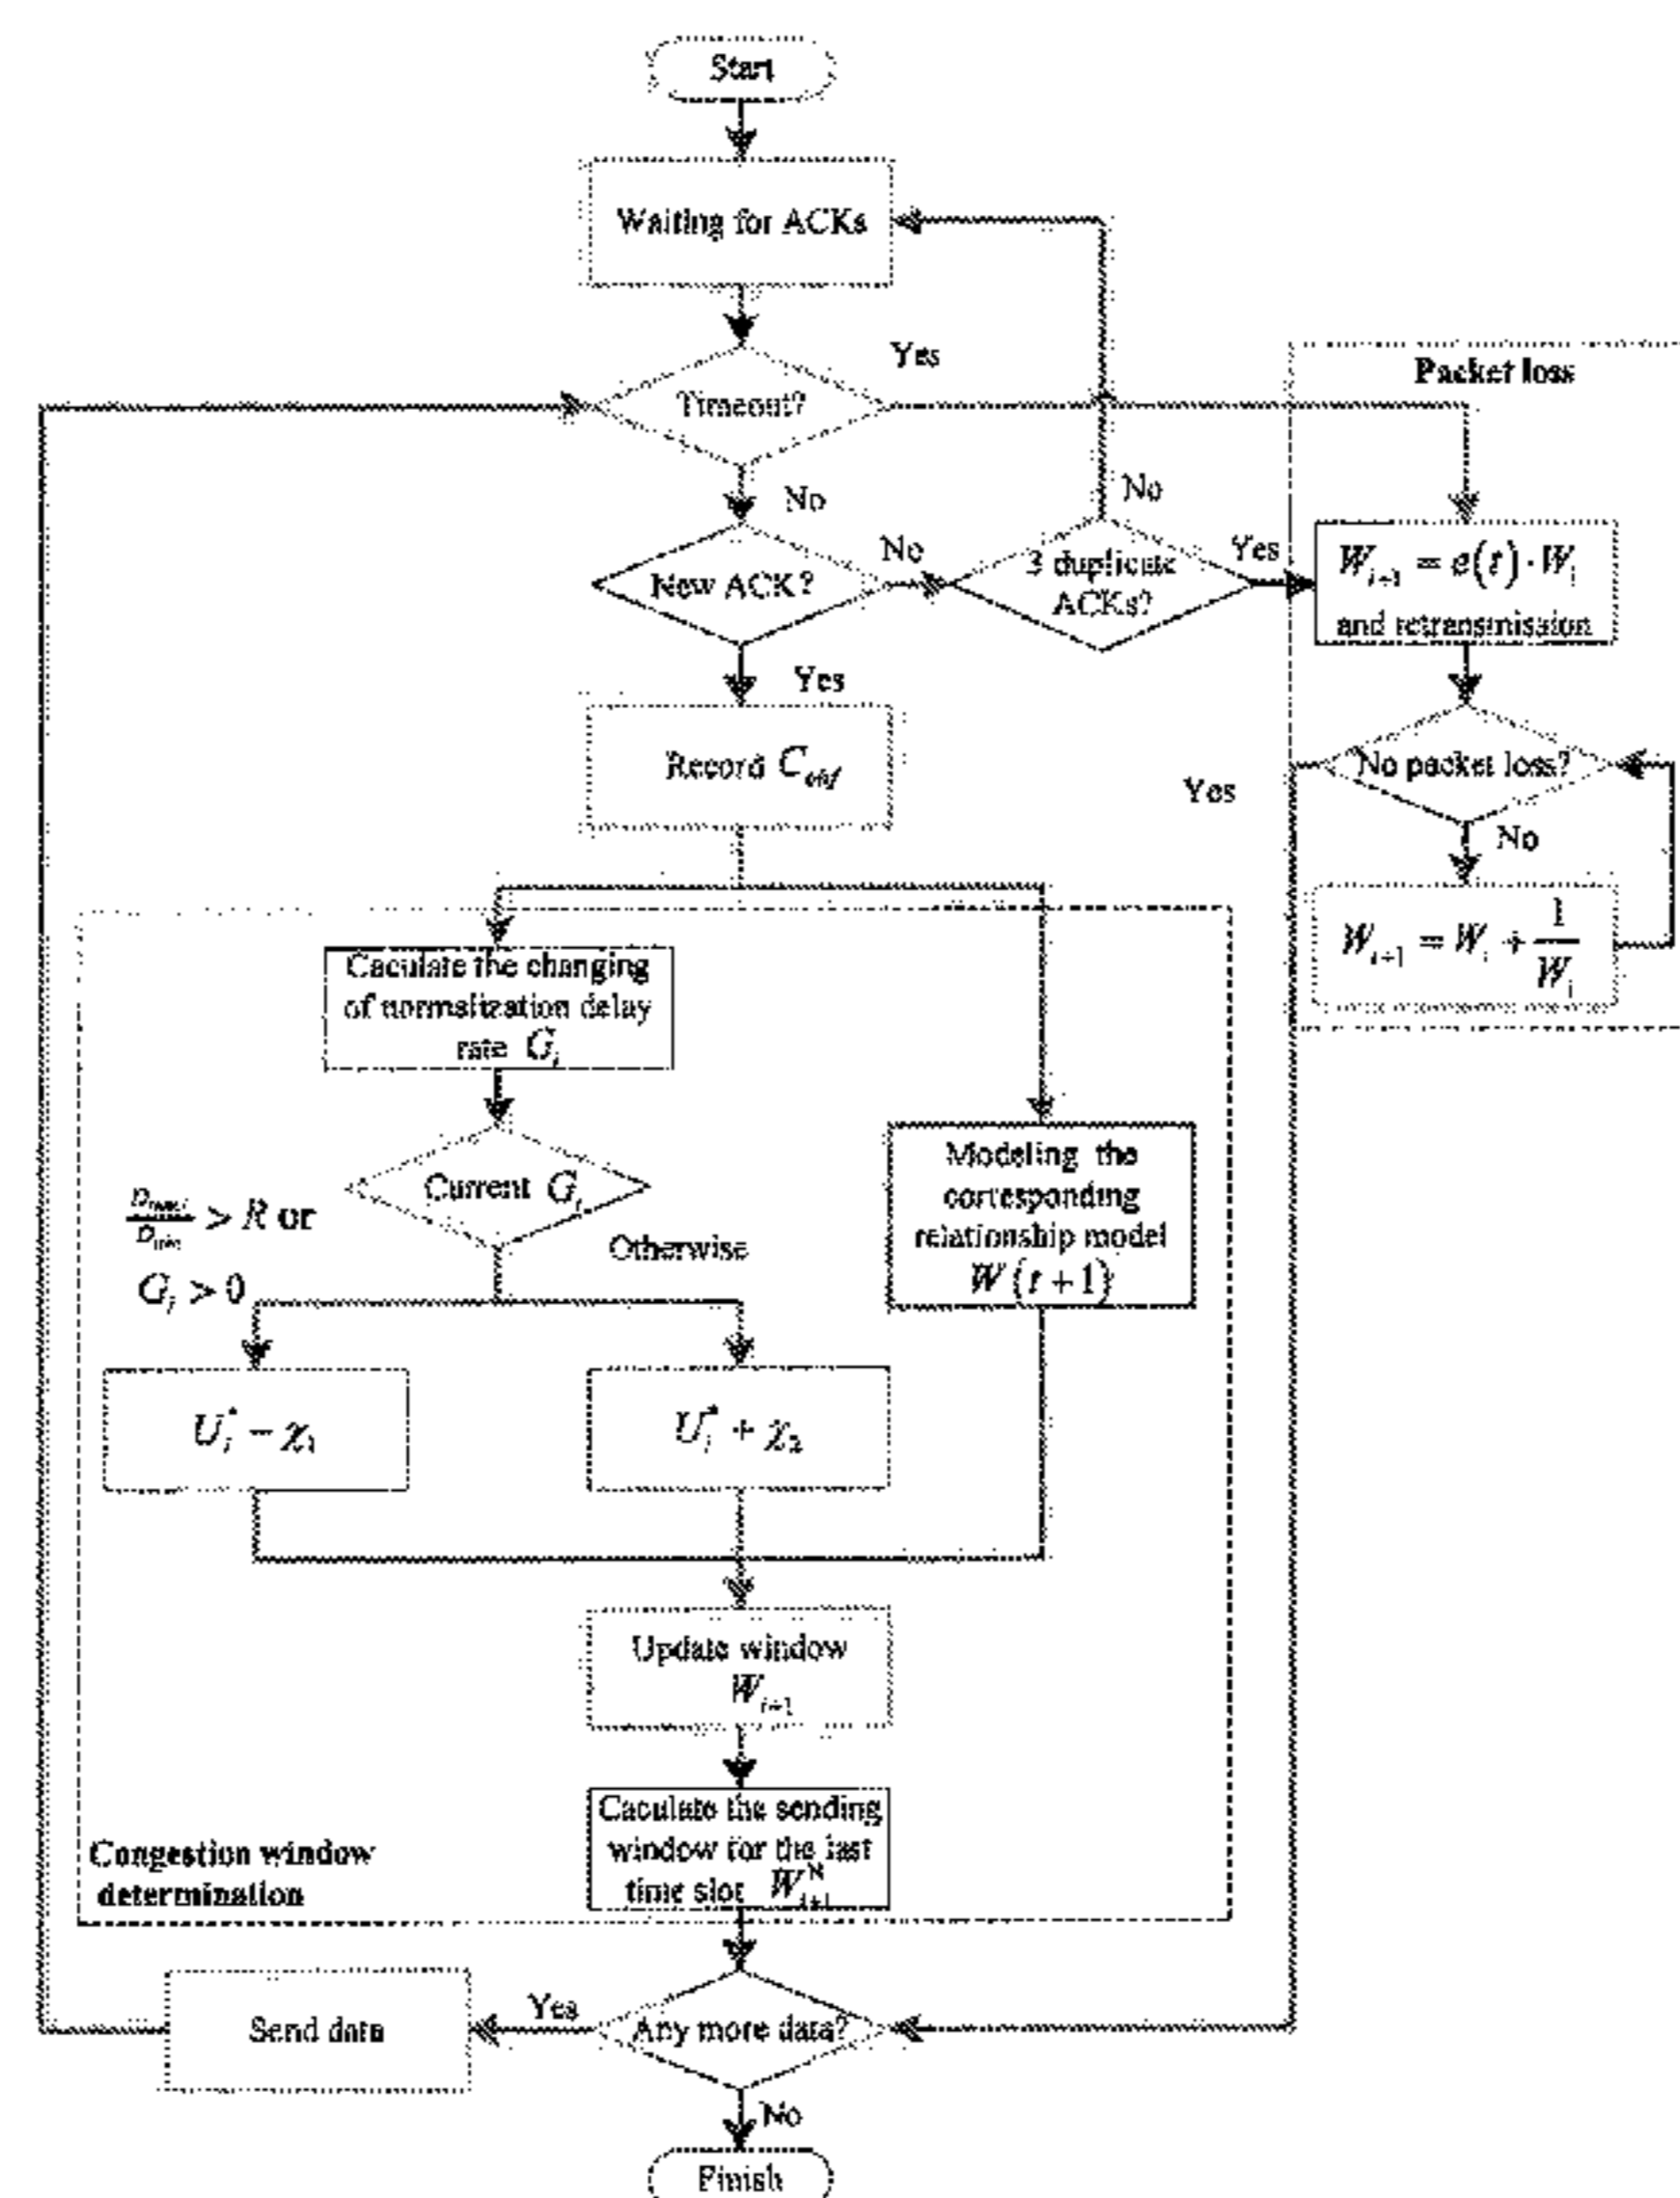 Start
Waiting for ACKs
Yes
Packet loss
Timeout?
No
No
No
Yes
New ACK?
3 duplicate
ACKs?
W_{i+1} = e(t)·W_i
and retransmission
Yes
Record
No packet loss?
Yes
No
W_{i+1} = W_i + 1/W_i
Caculate the changing
of normalization delay
rate G_i
Current G_i
> R or
G_i > 0
Otherwise
Modeling the
corresponding
relationship model
W(t+1)
U_i^* − χ_1
U_i^* + χ_2
Update window
W_{i+1}
Caculate the sending
window for the last
time slot W_{i+1}^N
Congestion window
determination
Send data
Yes
Any more data?
No
Finish